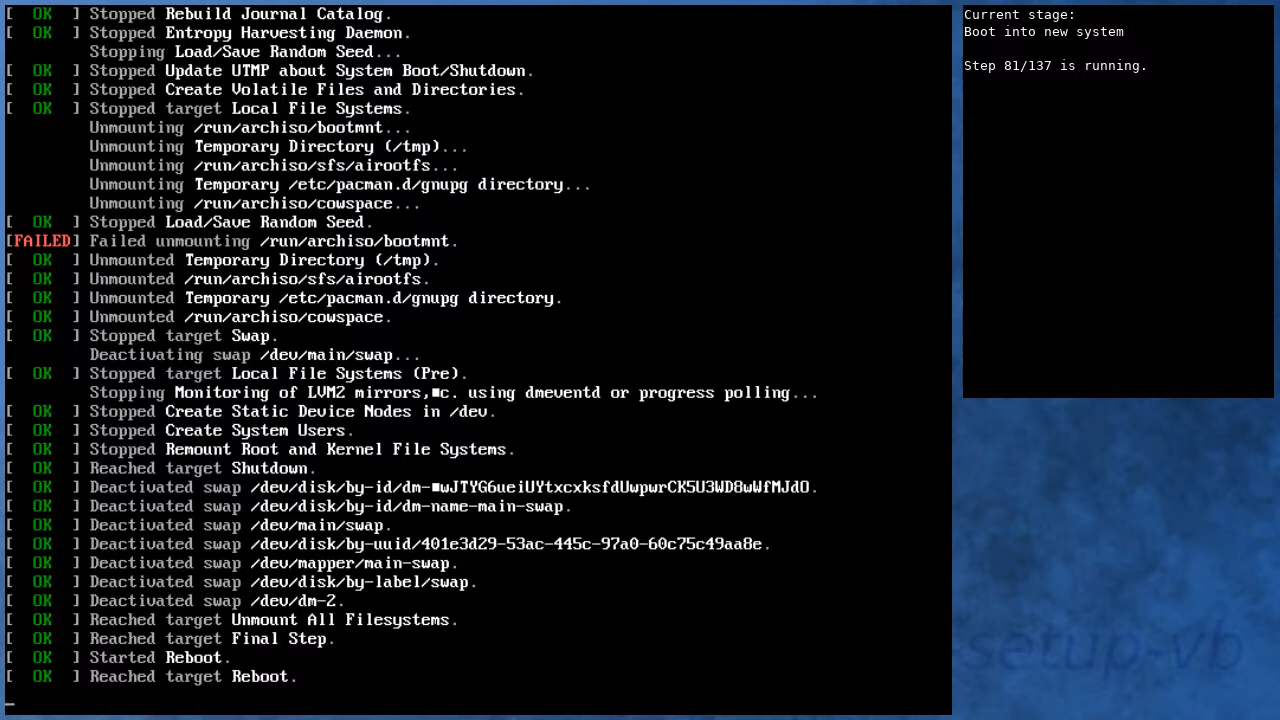 [  OK  ] Stopped Rebuild Journal Catalog.
[  OK  ] Stopped Entropy Harvesting Daemon.
Stopping Load/Save Random Seed...
[  OK  ] Stopped Update UTMP about System Boot/Shutdown.
[  OK  ] Stopped Create Volatile Files and Directories.
[  OK  ] Stopped target Local File Systems.
Unmounting /run/archiso/bootmnt...
Unmounting Temporary Directory (/tmp)...
Unmounting /run/archiso/sfs/airootfs...
Unmounting Temporary /etc/pacman.d/gnupg directory...
Unmounting /run/archiso/cowspace...
[  OK  ] Stopped Load/Save Random Seed.
[FAILED] Failed unmounting /run/archiso/bootmnt.
[  OK  ] Unmounted Temporary Directory (/tmp).
[  OK  ] Unmounted /run/archiso/sfs/airootfs.
[  OK  ] Unmounted Temporary /etc/pacman.d/gnupg directory.
[  OK  ] Unmounted /run/archiso/cowspace.
[  OK  ] Stopped target Swap.
Deactivating swap /dev/main/swap...
[  OK  ] Stopped target Local File Systems (Pre).
Stopping Monitoring of LVM2 mirrors,■c. using dmeventd or progress polling...
[  OK  ] Stopped Create Static Device Nodes in /dev.
[  OK  ] Stopped Create System Users.
[  OK  ] Stopped Remount Root and Kernel File Systems.
[  OK  ] Reached target Shutdown.
[  OK  ] Deactivated swap /dev/disk/by-id/dm-■wJTYG6ueiUYtxcxksfdUwpwrCK5U3WD8wWfMJdO.
[  OK  ] Deactivated swap /dev/disk/by-id/dm-name-main-swap.
[  OK  ] Deactivated swap /dev/main/swap.
[  OK  ] Deactivated swap /dev/disk/by-uuid/401e3d29-53ac-445c-97a0-60c75c49aa8e.
[  OK  ] Deactivated swap /dev/mapper/main-swap.
[  OK  ] Deactivated swap /dev/disk/by-label/swap.
[  OK  ] Deactivated swap /dev/dm-2.
[  OK  ] Reached target Unmount All Filesystems.
[  OK  ] Reached target Final Step.
[  OK  ] Started Reboot.
[  OK  ] Reached target Reboot.
_
Current stage:
Boot into new system
Step 81/137 is running.
-setup-vb